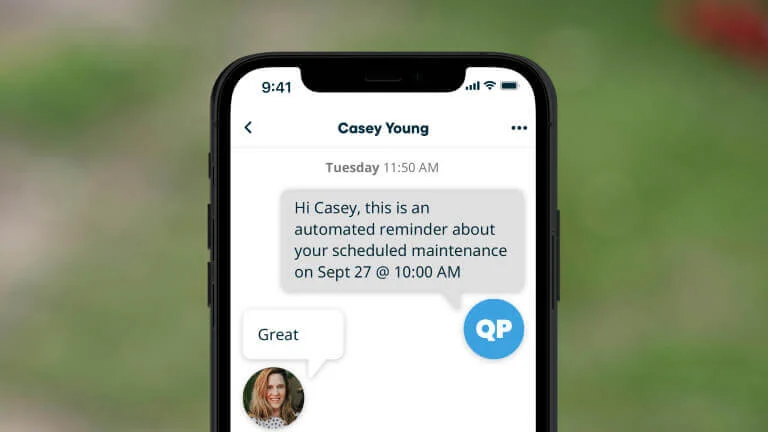 9:41
Casey Young
Tuesday 11:50 AM
Hi Casey, this is an
automated reminder about
your scheduled maintenance
on Sept 27 @ 10:00 AM
QP
Great